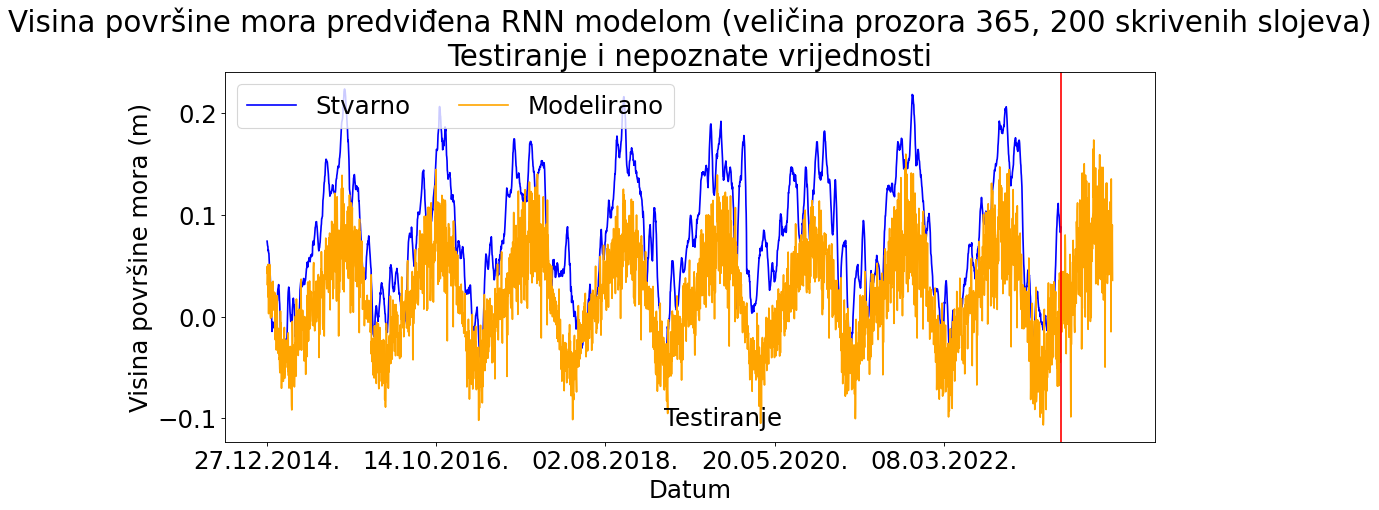 Visina površine mora predviđena RNN modelom (veličina prozora 365, 200 skrivenih slojeva)
Testiranje i nepoznate vrijednosti
Stvarno Modelirano
Visina površine mora (m)
0.2
0.1
0.0
−0.1
Testiranje
27.12.2014. 14.10.2016. 02.08.2018. 20.05.2020. 08.03.2022.
Datum